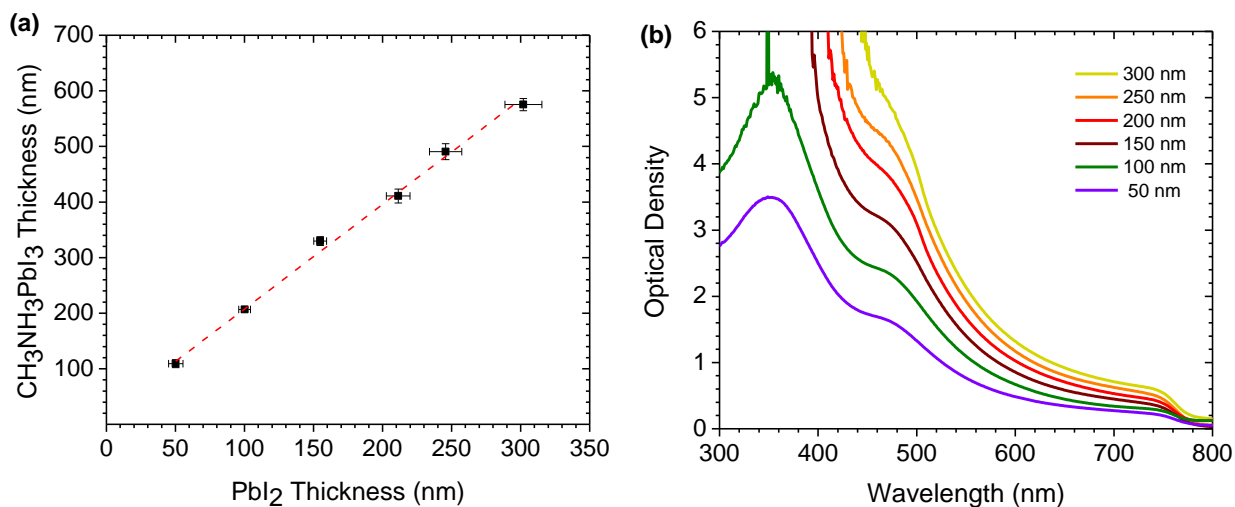 (a)
700
600
500
400
300
200
100
0
50
100
150
200
250
300
350
CH3NH3PbI3 Thickness (nm)
PbI2 Thickness (nm)
(b)
6
5
4
3
2
1
0
300
400
500
600
700
800
Optical Density
Wavelength (nm)
300 nm
250 nm
200 nm
150 nm
100 nm
50 nm